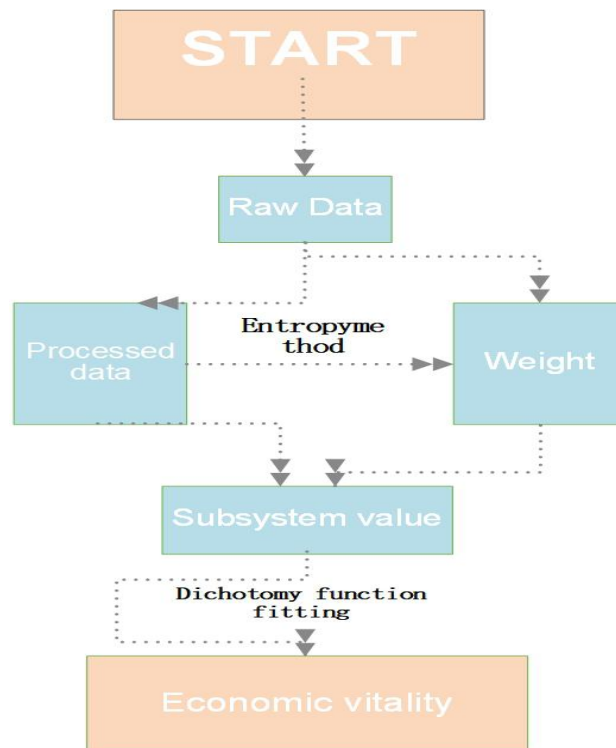 START
Raw Data
Entropyme
thod
Processed
data
Weight
Subsystem value
Dichotomy function
fitting
Economic vitality